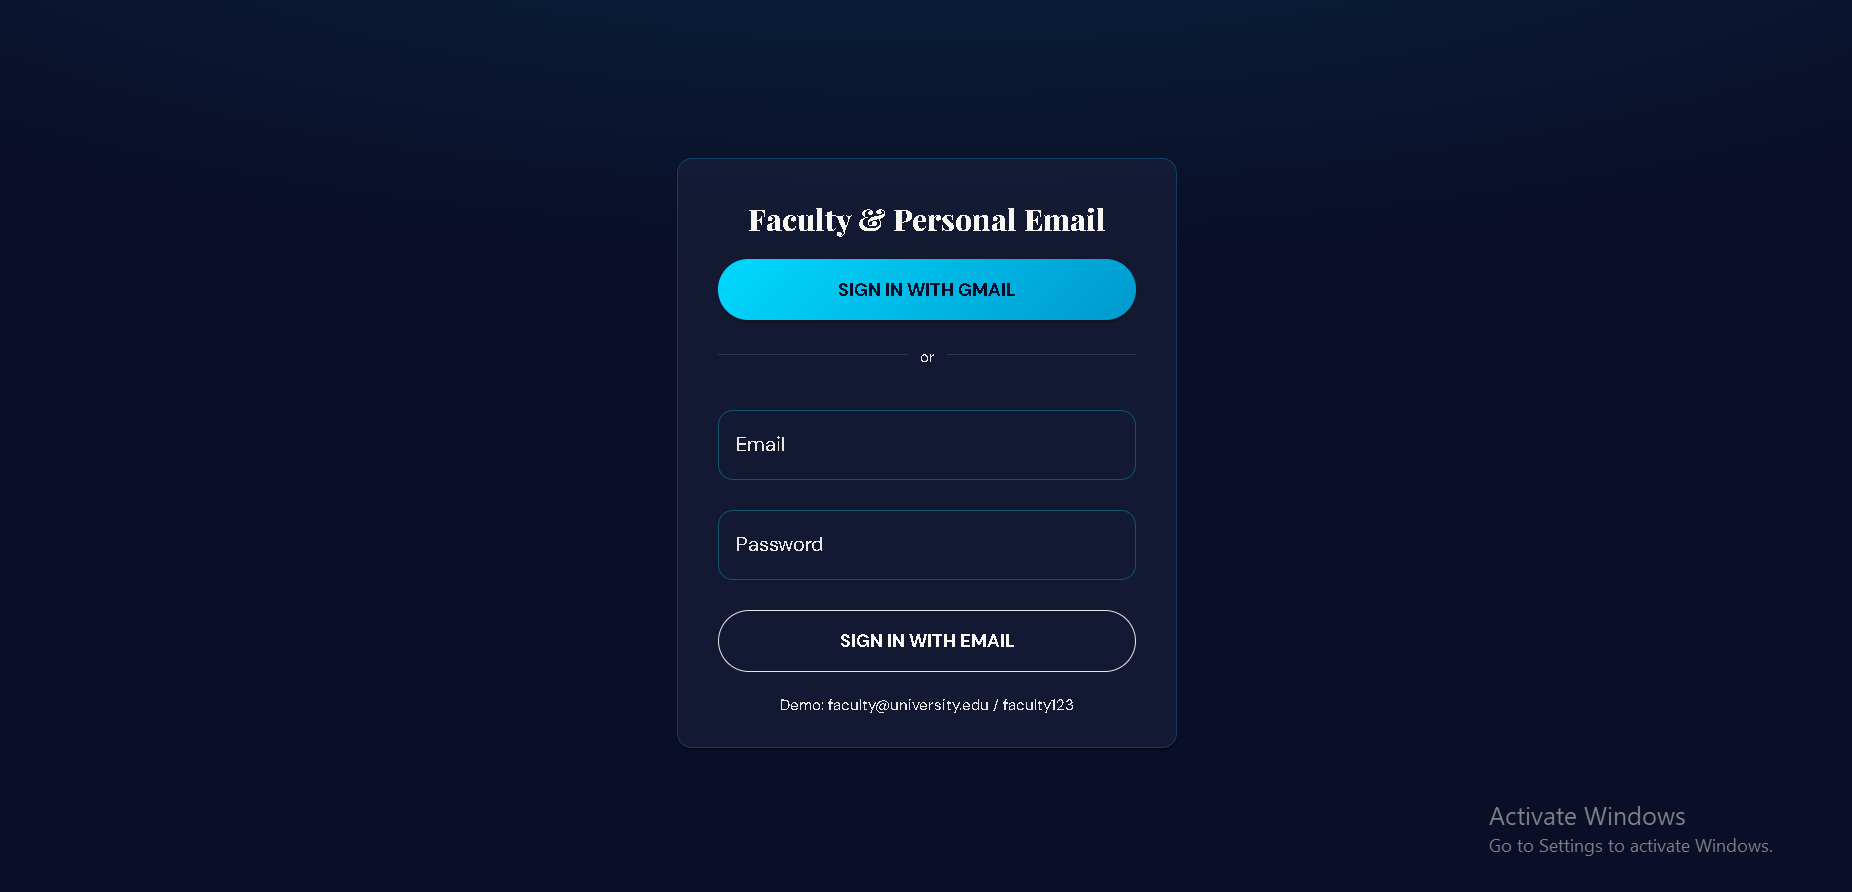 Faculty & Personal Email
SIGN IN WITH GMAIL
or
Email
Password
SIGN IN WITH EMAIL
Demo: faculty@university.edu / faculty123
Activate Windows
Go to Settings to activate Windows.